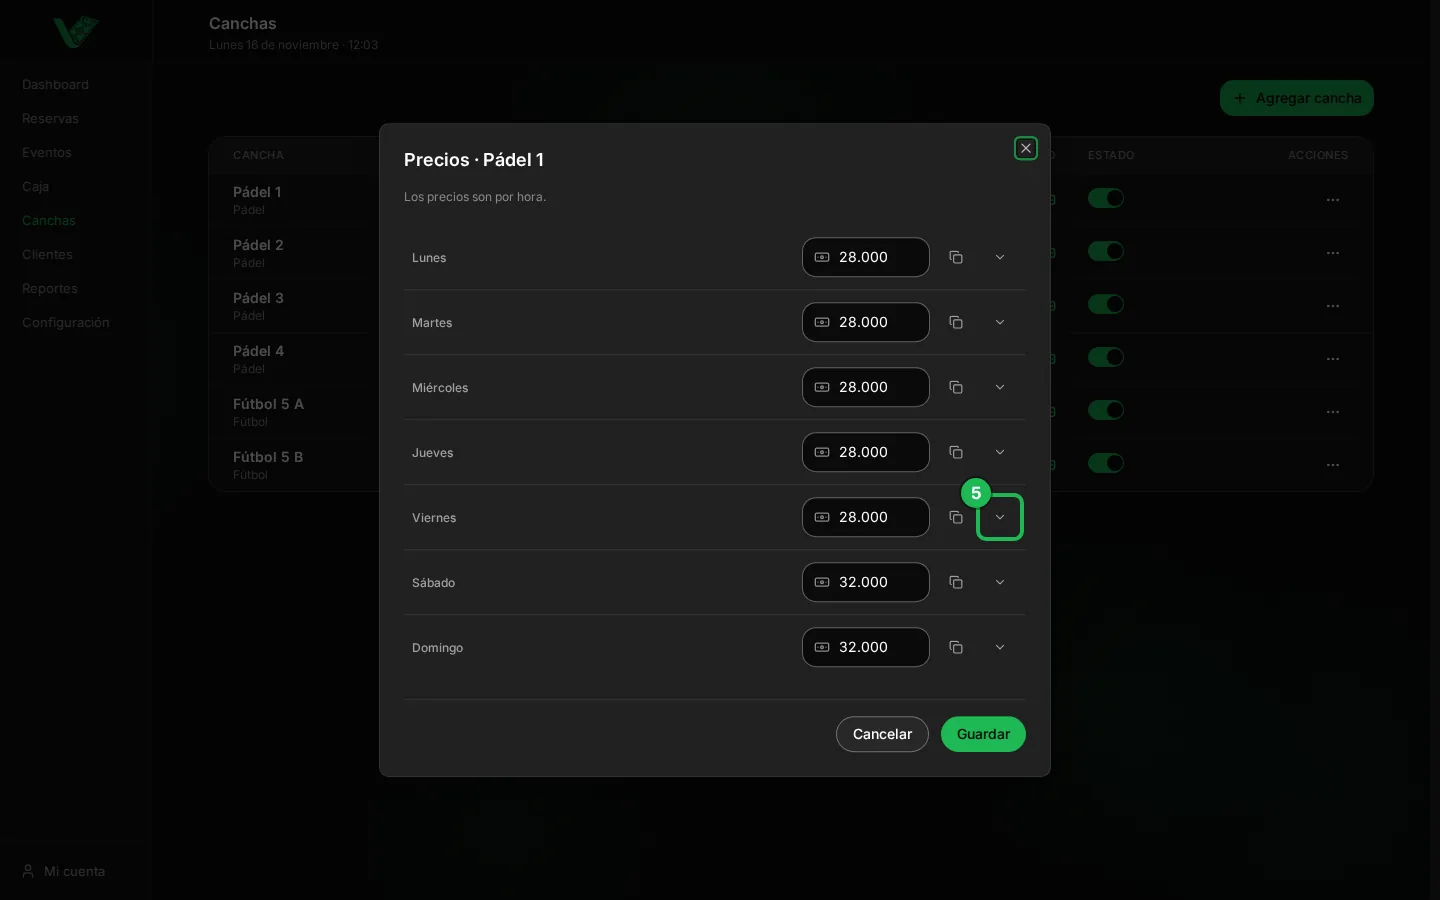 Canchas
Lunes 16 de noviembre · 12:03
Dashboard
Reservas
Eventos
Caja
Canchas
Clientes
Reportes
Configuración
Mi cuenta
+ Agregar cancha
CANCHA
ESTADO
ACCIONES
Pádel 1
Pádel
Pádel 2
Pádel
Pádel 3
Pádel
Pádel 4
Pádel
Fútbol 5 A
Fútbol
Fútbol 5 B
Fútbol
Precios · Pádel 1
Los precios son por hora.
Lunes 28.000
Martes 28.000
Miércoles 28.000
Jueves 28.000
5
Viernes 28.000
Sábado 32.000
Domingo 32.000
Cancelar
Guardar